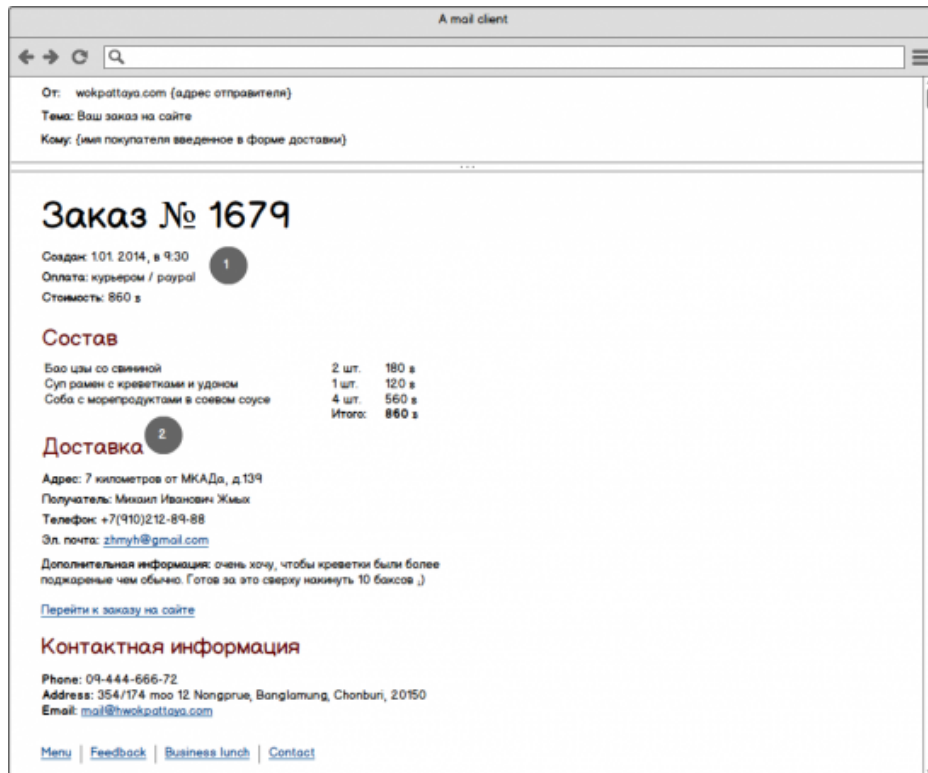 A mail client
От: wokpattaya.com {адрес отправителя}
Тема: Ваш заказ на сайте
Кому: {имя покупателя введенное в форме доставки}
Заказ № 1679
Создан: 1.01. 2014, в 9:30
1
Оплата: курьером / paypal
Стоимость: 860 ฿
Состав
Бао цзы со свининой 2 шт. 180 ฿
Суп рамен с креветками и удоном 1 шт. 120 ฿
Соба с морепродуктами в соевом соусе 4 шт. 560 ฿
Итого: 860 ฿
Доставка
2
Адрес: 7 километров от МКАДа, д.139
Получатель: Михаил Иванович Жмых
Телефон: +7(910)212-89-88
Эл. почта: zhmyh@gmail.com
Дополнительная информация: очень хочу, чтобы креветки были более
поджареные чем обычно. Готов за это сверху накинуть 10 баксов ;)
Перейти к заказу на сайте
Контактная информация
Phone: 09-444-666-72
Address: 354/174 moo 12 Nongprue, Banglamung, Chonburi, 20150
Email: mail@hwokpattaya.com
Menu | Feedback | Business lunch | Contact